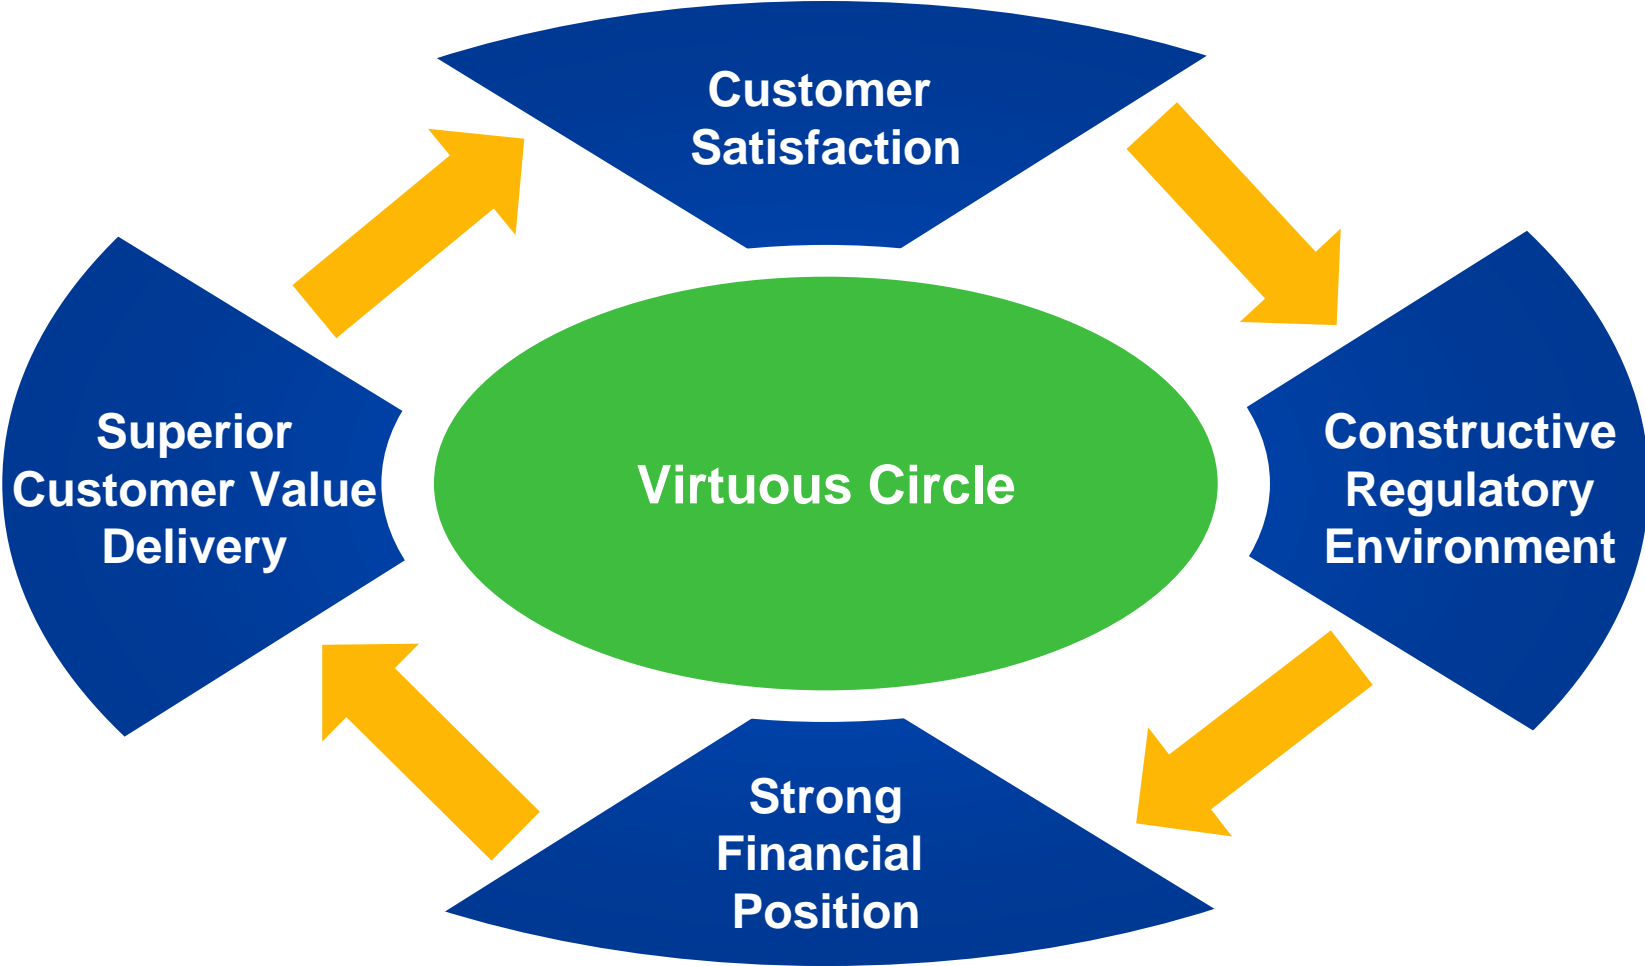 Customer
Satisfaction
Superior
Customer Value
Delivery
Virtuous Circle
Constructive
Regulatory
Environment
Strong
Financial
Position